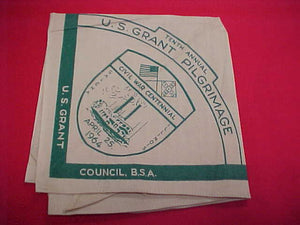 TENTH ANNUAL
U.S. GRANT PILGRIMAGE
CIVIL WAR CENTENNIAL
APRIL 25
1964
U.S. GRANT
COUNCIL, B.S.A.